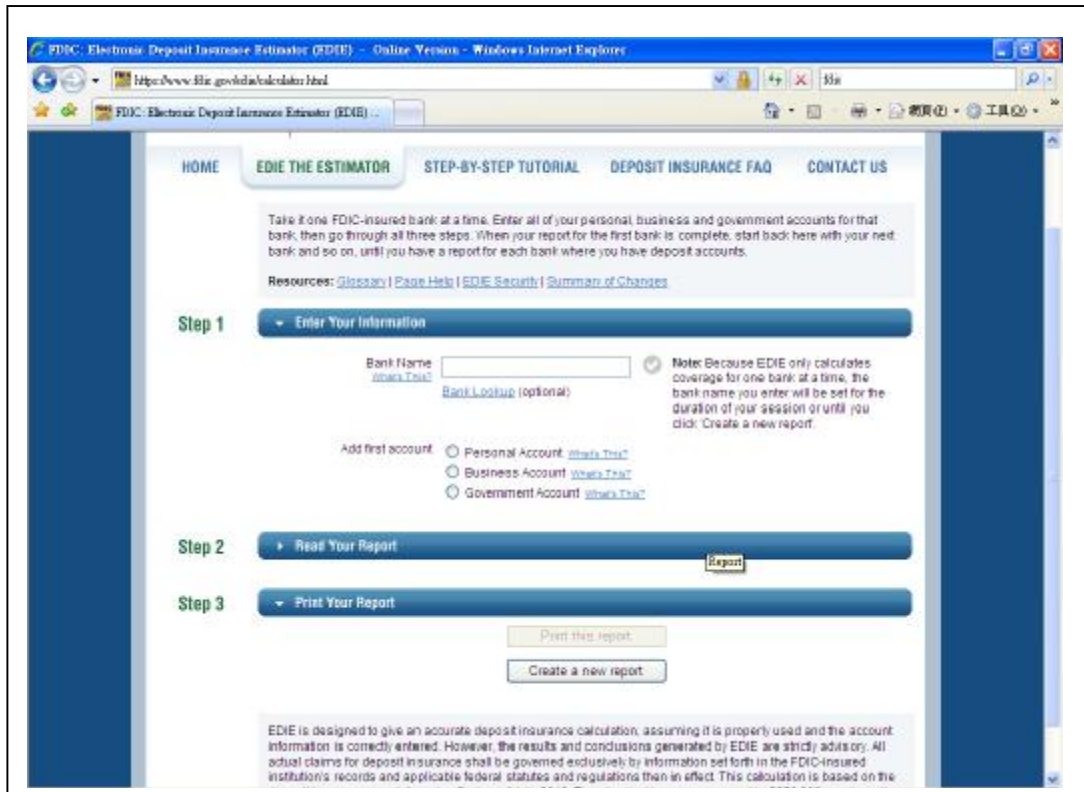 FDIC: Electronic Deposit Insurance Estimator (EDIE) - Online Version - Windows Internet Explorer
https://www.fdic.gov/edie/calculator.html
fdic
FDIC: Electronic Deposit Insurance Estimator (EDIE) ...
網頁(P) 工具(O)
HOME EDIE THE ESTIMATOR STEP-BY-STEP TUTORIAL DEPOSIT INSURANCE FAQ CONTACT US
Take it one FDIC-insured bank at a time. Enter all of your personal, business and government accounts for that
bank, then go through all three steps. When your report for the first bank is complete, start back here with your next
bank and so on, until you have a report for each bank where you have deposit accounts.
Resources: Glossary | Page Help | EDIE Security | Summary of Changes
Step 1 Enter Your Information
Bank Name
What's This?
Bank Lookup (optional)
Note: Because EDIE only calculates
coverage for one bank at a time, the
bank name you enter will be set for the
duration of your session or until you
click 'Create a new report'.
Add first account Personal Account What's This?
Business Account What's This?
Government Account What's This?
Step 2 Read Your Report
Report
Step 3 Print Your Report
Print this report
Create a new report
EDIE is designed to give an accurate deposit insurance calculation, assuming it is properly used and the account
information is correctly entered. However, the results and conclusions generated by EDIE are strictly advisory. All
actual claims for deposit insurance shall be governed exclusively by information set forth in the FDIC-insured
institution's records and applicable federal statutes and regulations then in effect. This calculation is based on the